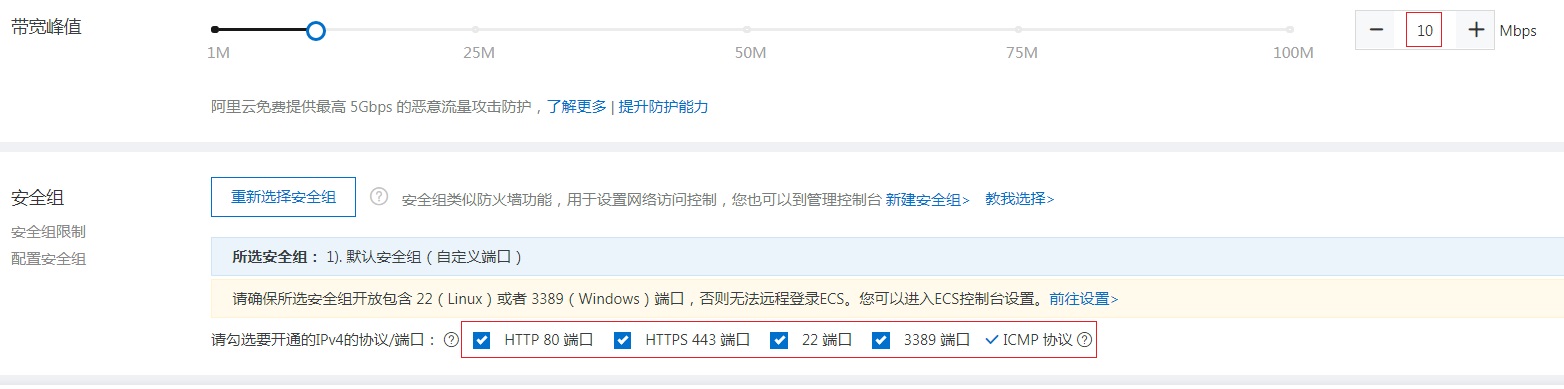 带宽峰值
1M 25M 50M 75M 100M
− 10 + Mbps
阿里云免费提供最高 5Gbps 的恶意流量攻击防护，了解更多 | 提升防护能力
安全组
安全组限制
配置安全组
重新选择安全组 ? 安全组类似防火墙功能，用于设置网络访问控制，您也可以到管理控制台 新建安全组> 教我选择>
所选安全组： 1). 默认安全组（自定义端口）
请确保所选安全组开放包含 22（Linux）或者 3389（Windows）端口，否则无法远程登录ECS。您可以进入ECS控制台设置。前往设置>
请勾选要开通的IPv4的协议/端口： ? HTTP 80 端口 HTTPS 443 端口 22 端口 3389 端口 ICMP 协议 ?